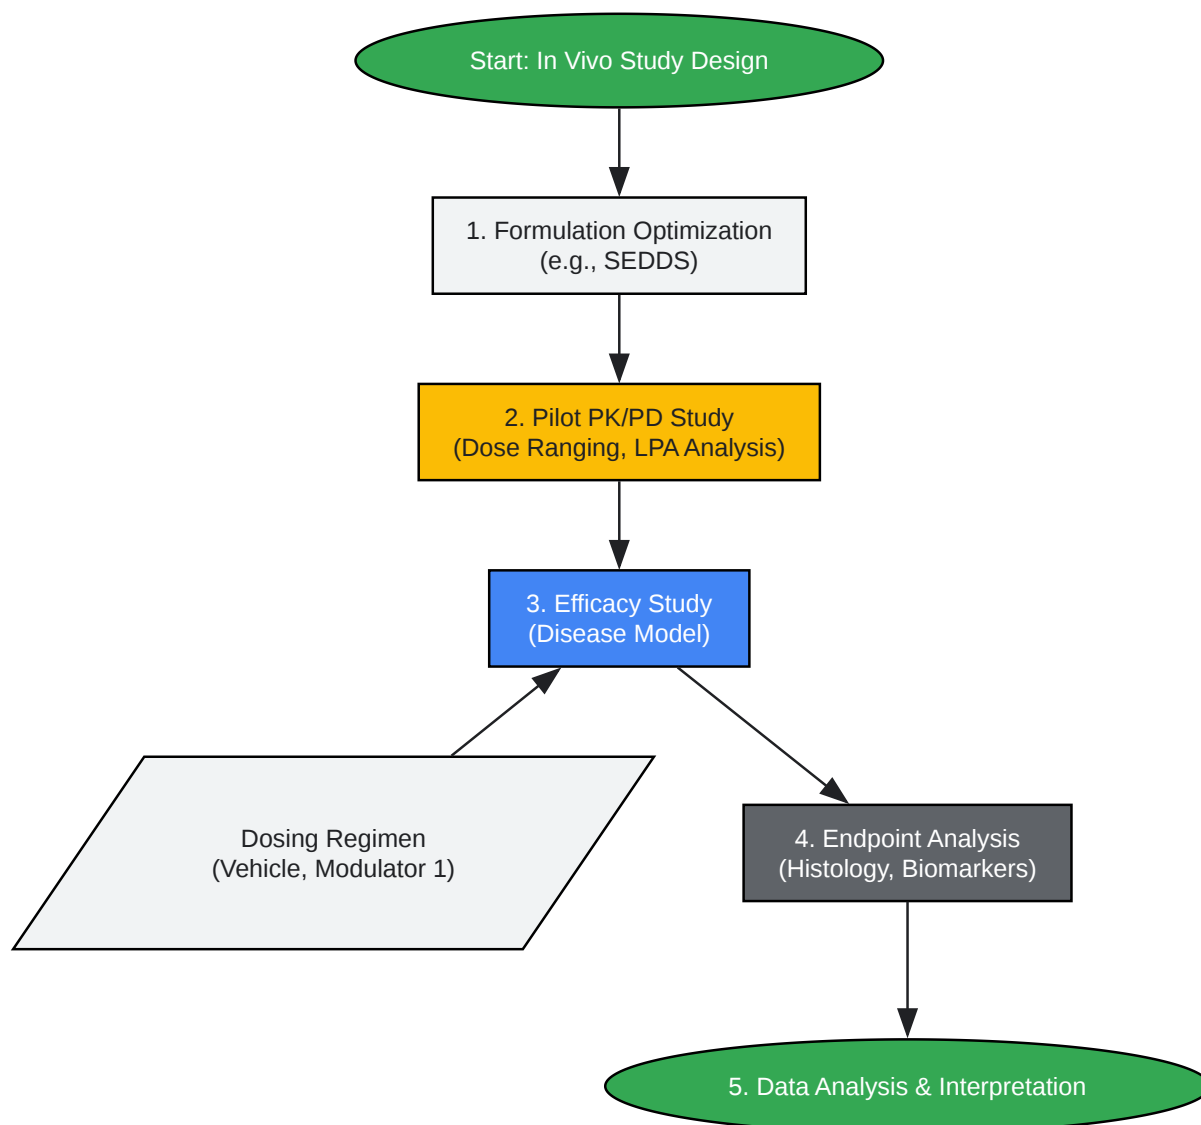 Start: In Vivo Study Design
1. Formulation Optimization
(e.g., SEDDS)
2. Pilot PK/PD Study
(Dose Ranging, LPA Analysis)
3. Efficacy Study
(Disease Model)
Dosing Regimen
(Vehicle, Modulator 1)
4. Endpoint Analysis
(Histology, Biomarkers)
5. Data Analysis & Interpretation